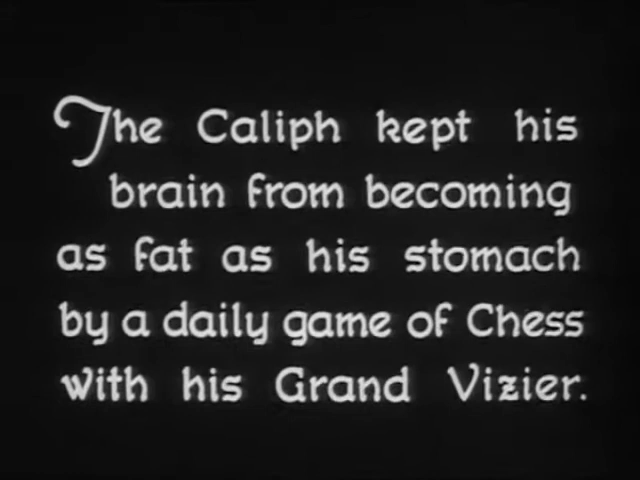 The Caliph kept his
brain from becoming
as fat as his stomach
by a daily game of Chess
with his Grand Vizier.